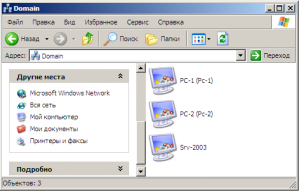 Domain
Файл Правка Вид Избранное Сервис Справка
Назад Поиск Папки
Адрес: Domain Переход
Другие места
Microsoft Windows Network
Вся сеть
Мой компьютер
Мои документы
Принтеры и факсы
Подробно
PC-1 (Pc-1)
PC-2 (Pc-2)
Srv-2003
Объектов: 3